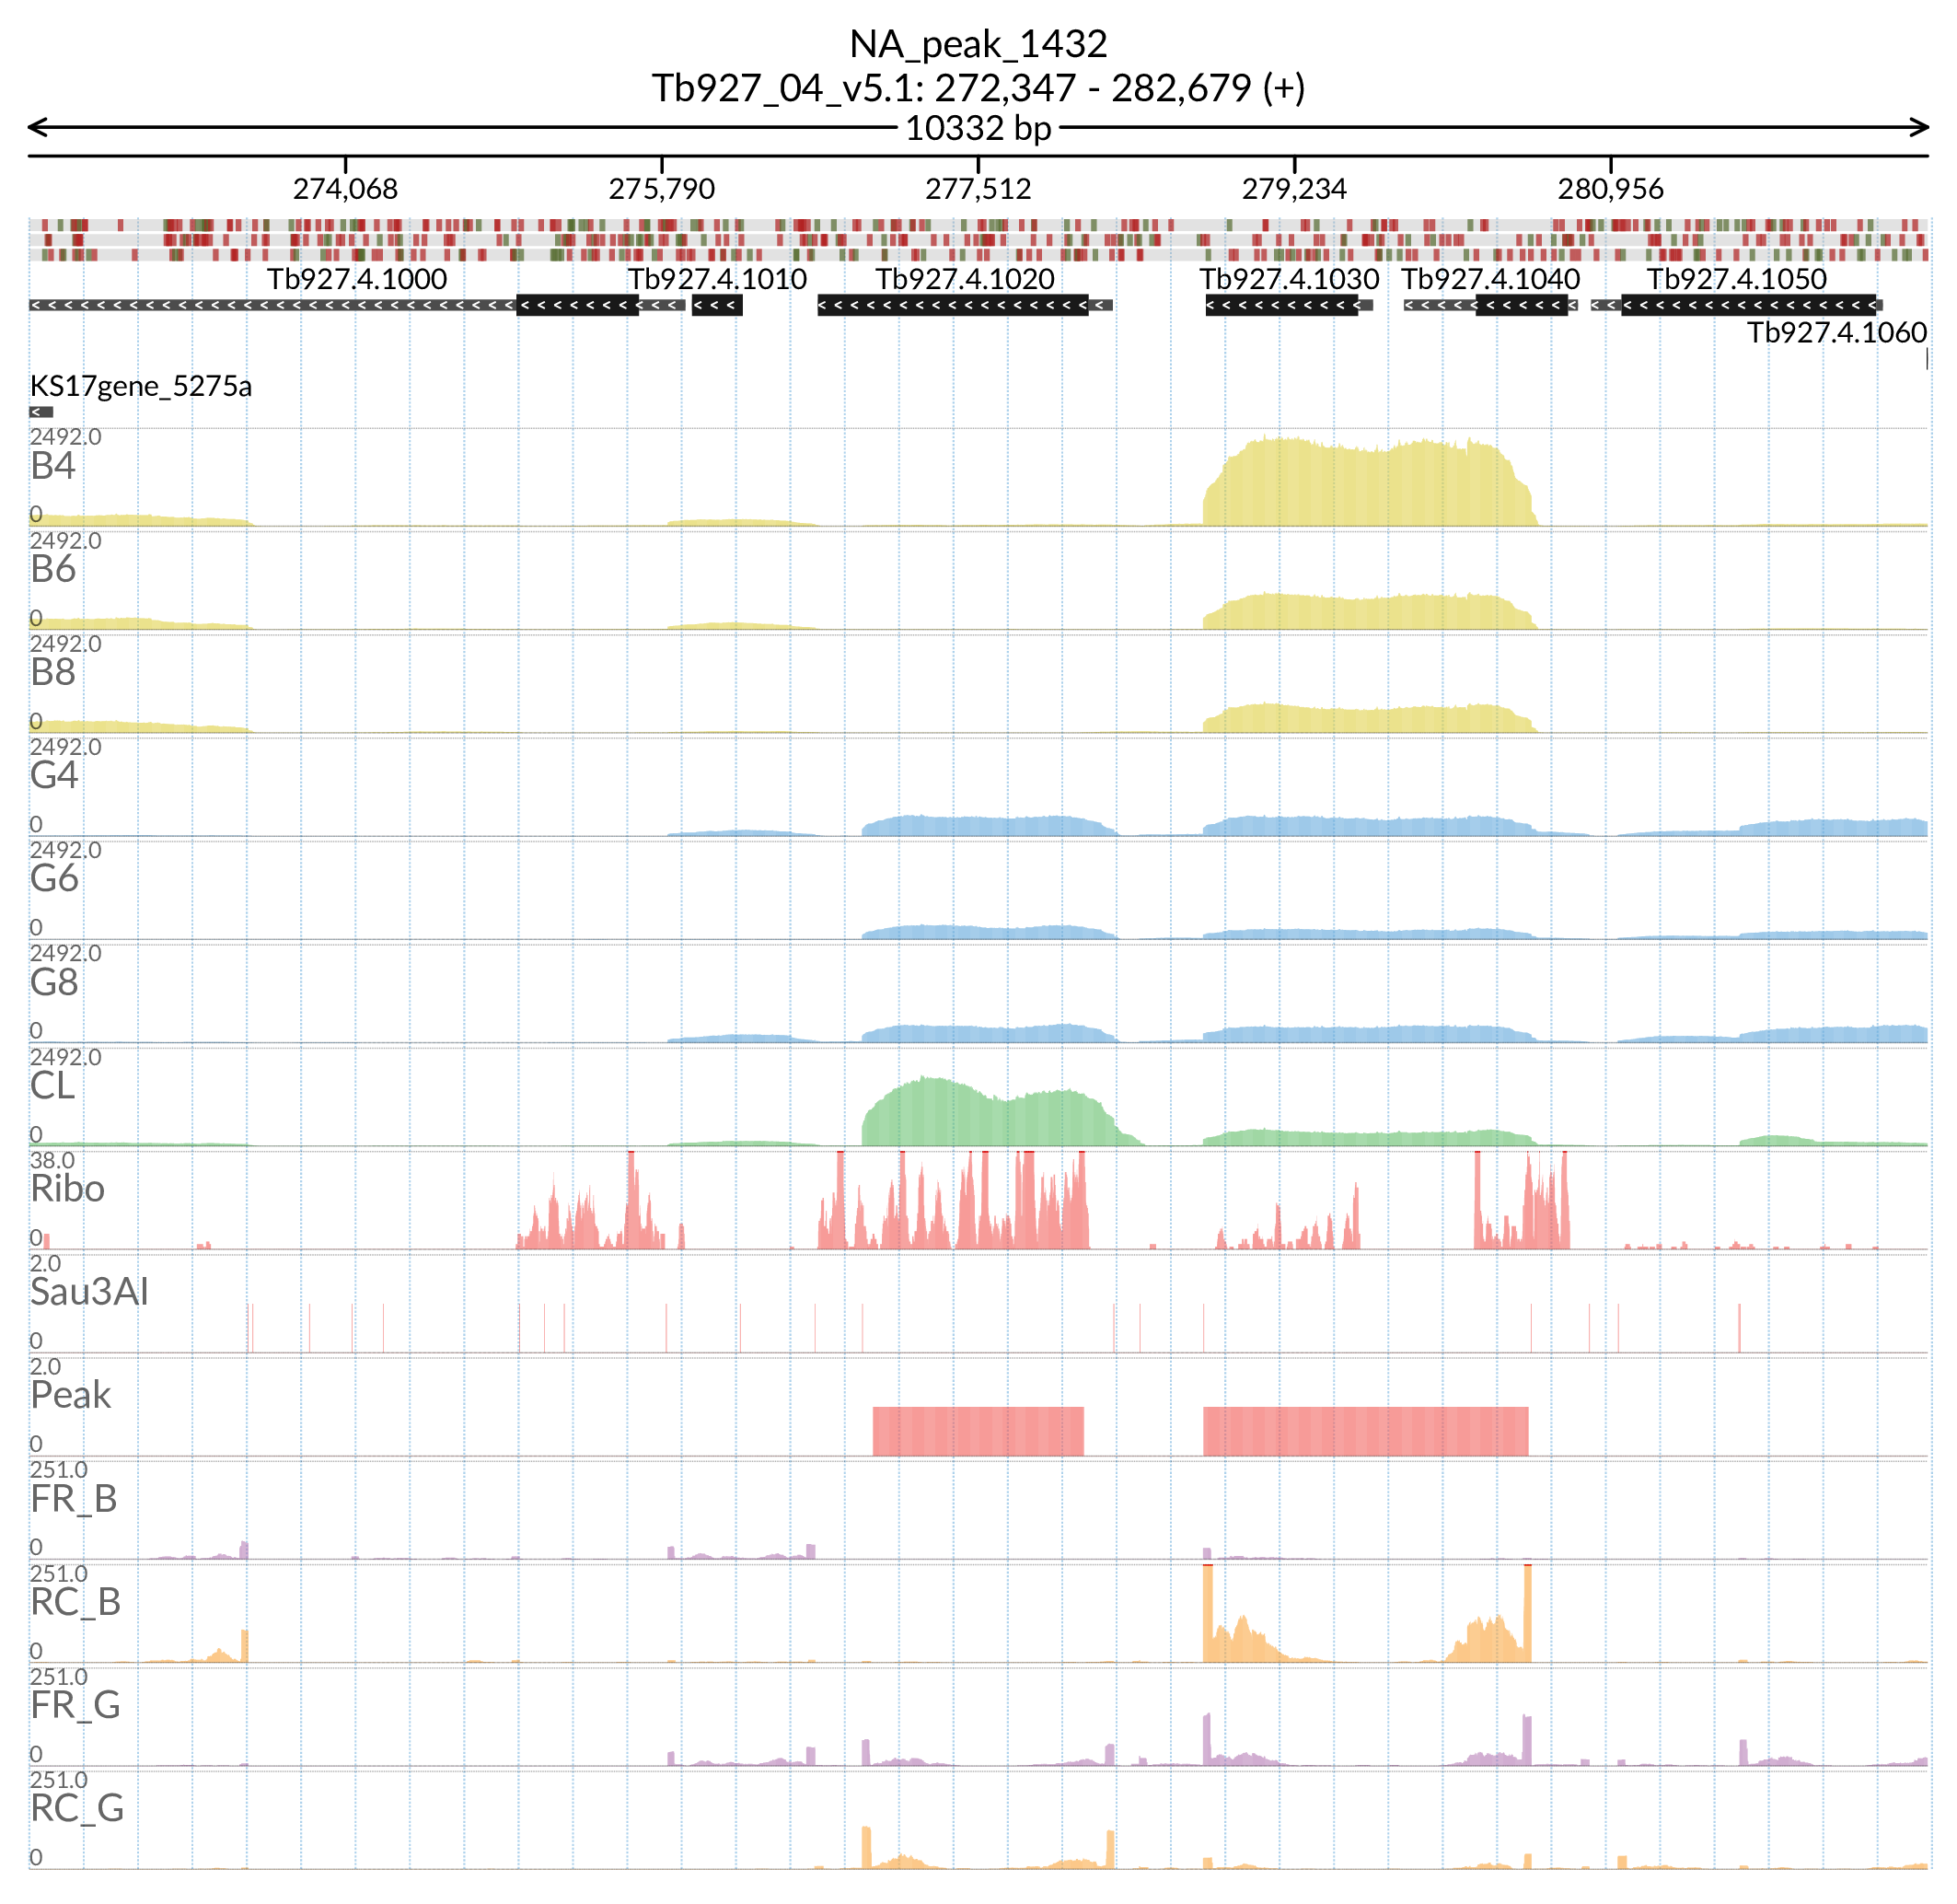 NA_peak_1432
Tb927_04_v5.1: 272,347 - 282,679 (+)
10332 bp
274,068 275,790 277,512 279,234 280,956
Tb927.4.1000 Tb927.4.1010 Tb927.4.1020 Tb927.4.1030 Tb927.4.1040 Tb927.4.1050
Tb927.4.1060
KS17gene_5275a
2492.0
B4
0
2492.0
B6
0
2492.0
B8
0
2492.0
G4
0
2492.0
G6
0
2492.0
G8
0
2492.0
CL
0
38.0
Ribo
0
2.0
Sau3AI
0
2.0
Peak
0
251.0
FR_B
0
251.0
RC_B
0
251.0
FR_G
0
251.0
RC_G
0